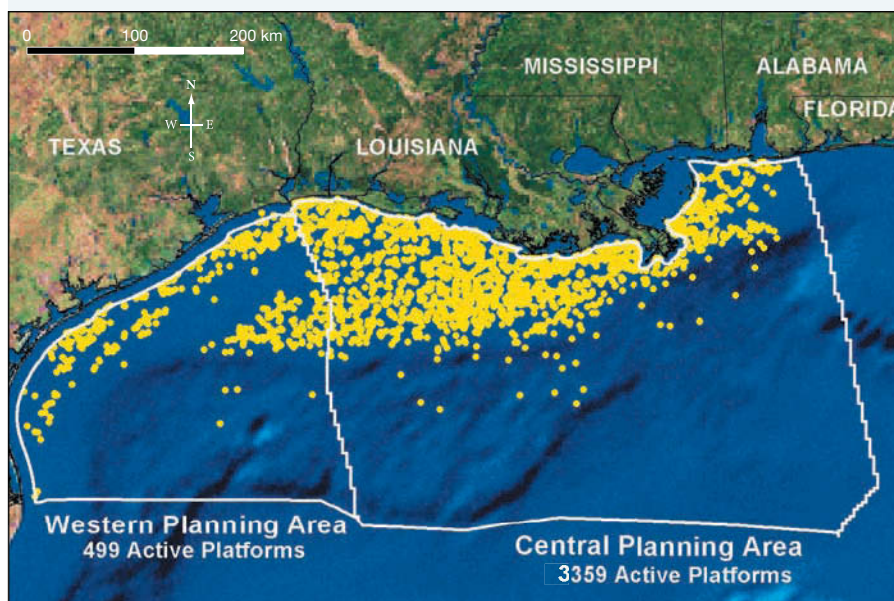 0 100 200 km
MISSISSIPPI ALABAMA
FLORIDA
N
W E
S
TEXAS LOUISIANA
Western Planning Area
499 Active Platforms
Central Planning Area
3359 Active Platforms